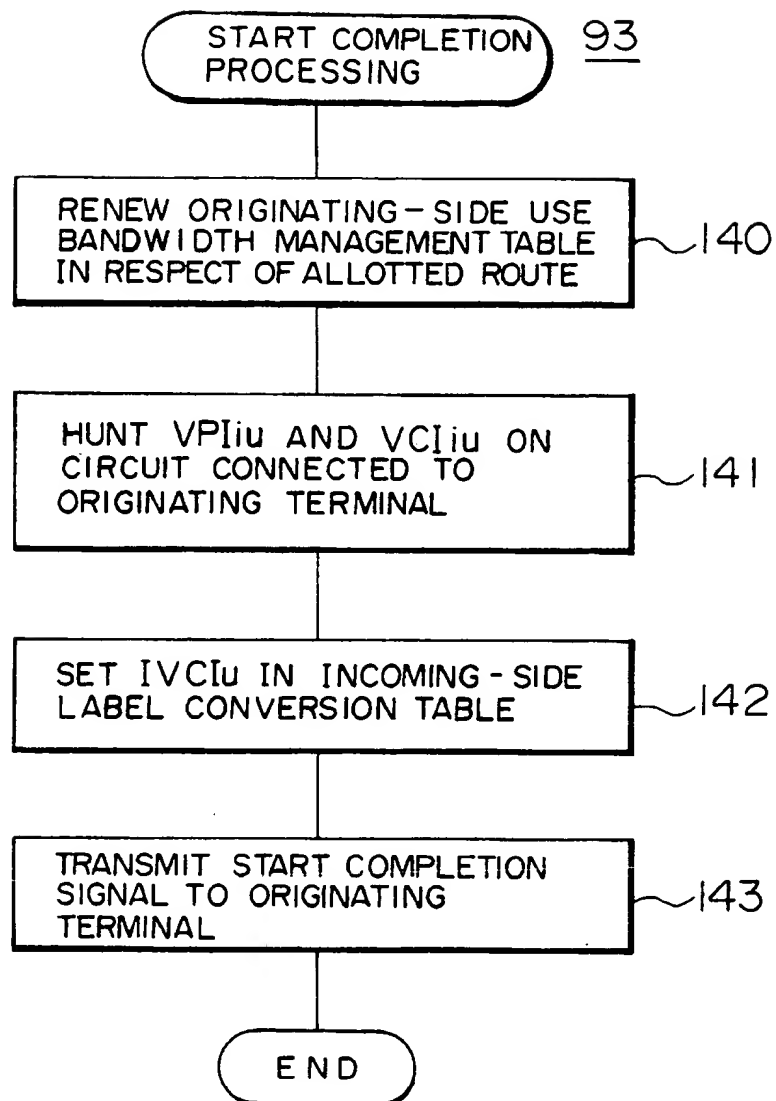 START COMPLETION
PROCESSING
93
RENEW ORIGINATING-SIDE USE
BANDWIDTH MANAGEMENT TABLE
IN RESPECT OF ALLOTTED ROUTE
140
HUNT VPIiu AND VCIiu ON
CIRCUIT CONNECTED TO
ORIGINATING TERMINAL
141
SET IVCIu IN INCOMING-SIDE
LABEL CONVERSION TABLE
142
TRANSMIT START COMPLETION
SIGNAL TO ORIGINATING
TERMINAL
143
END